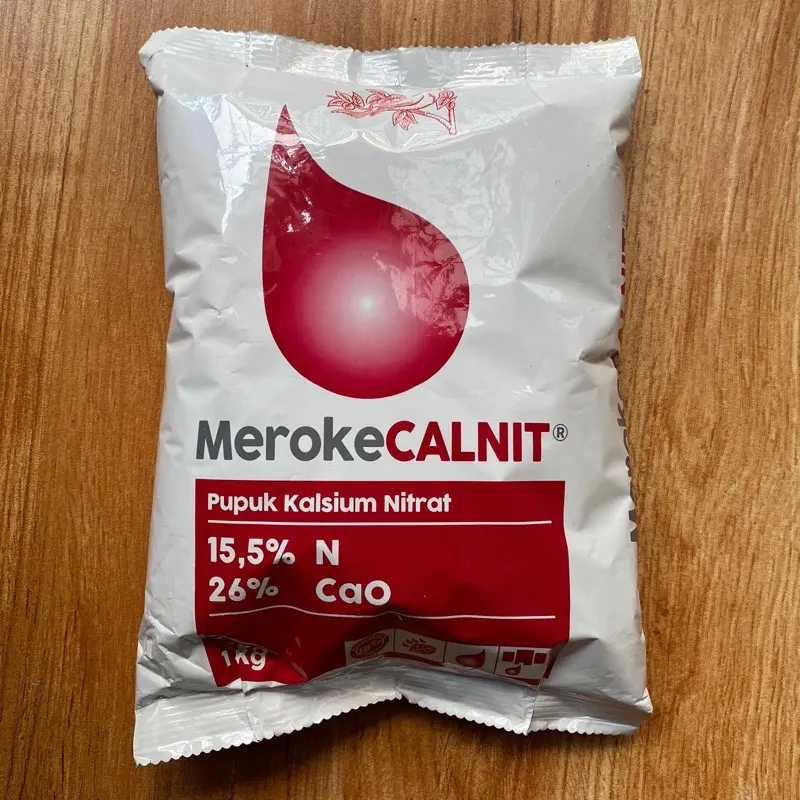 MerokeCALNIT®
Pupuk Kalsium Nitrat
15,5% N
26% CaO
1kg